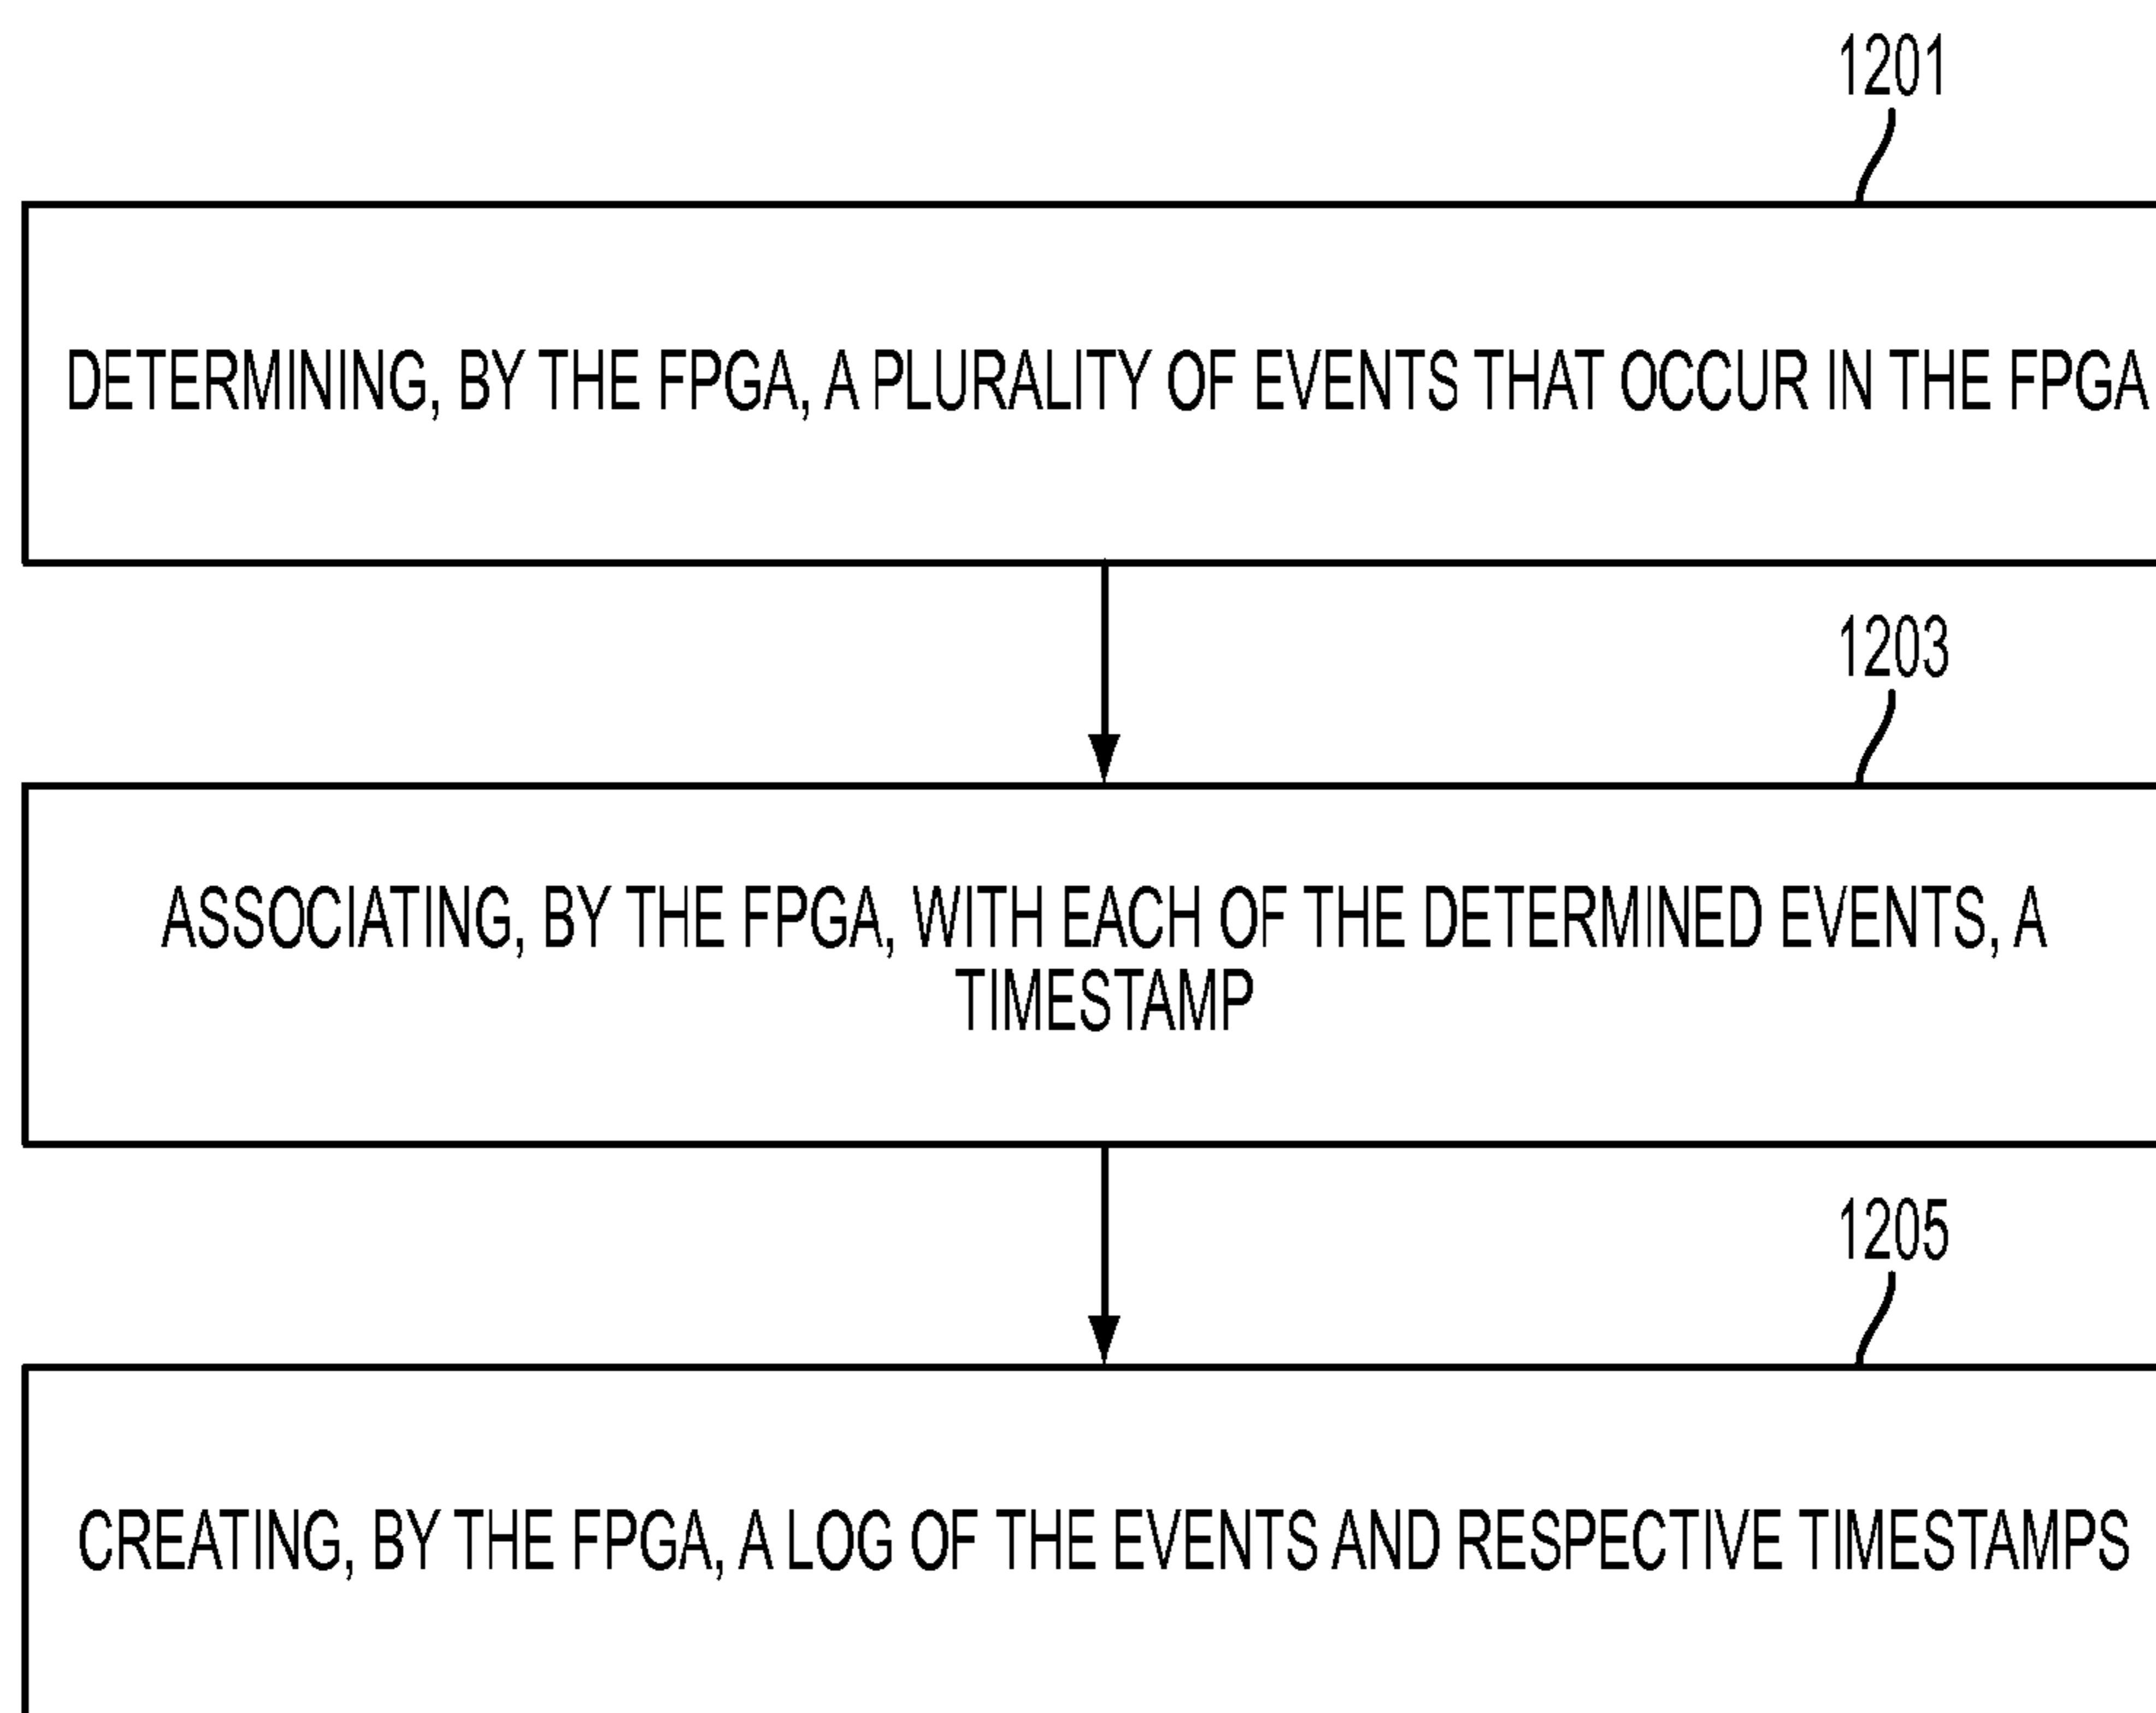 1201
DETERMINING, BY THE FPGA, A PLURALITY OF EVENTS THAT OCCUR IN THE FPGA
1203
ASSOCIATING, BY THE FPGA, WITH EACH OF THE DETERMINED EVENTS, A
TIMESTAMP
1205
CREATING, BY THE FPGA, A LOG OF THE EVENTS AND RESPECTIVE TIMESTAMPS